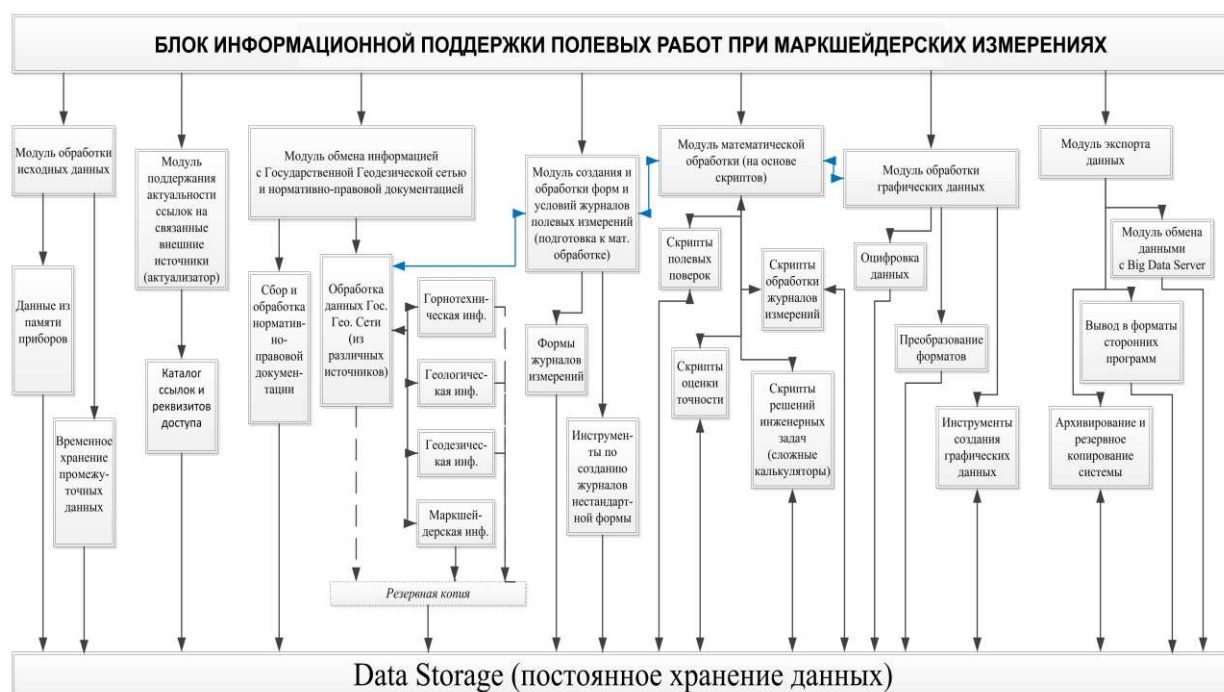 БЛОК ИНФОРМАЦИОННОЙ ПОДДЕРЖКИ ПОЛЕВЫХ РАБОТ ПРИ МАРКШЕЙДЕРСКИХ ИЗМЕРЕНИЯХ
Модуль обработки
исходных данных
Модуль
поддержания
актуальности
ссылок на
связанные
внешние
источники
(актуализатор)
Модуль обмена информацией
с Государственной Геодезической сетью
и нормативно-правовой документацией
Модуль создания и
обработки форм и
условий журналов
полевых измерений
(подготовка к мат.
обработке)
Модуль математической
обработки (на основе
скриптов)
Модуль обработки
графических данных
Модуль экспорта
данных
Данные из
памяти
приборов
Временное
хранение
промежу-
точных
данных
Каталог
ссылок и
реквизитов
доступа
Сбор и
обработка
норматив-
но-
правовой
докумен-
тации
Обработка
данных Гос.
Гео. Сети
(из
различных
источников)
Горнотехни-
ческая инф.
Геологичес-
кая инф.
Геодезичес-
кая инф.
Маркшей-
дерская инф.
Резервная копия
Формы
журналов
измерений
Инструмен-
ты по
созданию
журналов
нестандарт-
ной формы
Скрипты
полевых
поверок
Скрипты
обработки
журналов
измерений
Скрипты
оценки
точности
Скрипты
решений
инженерных
задач
(сложные
калькуляторы)
Оцифровка
данных
Преобразование
форматов
Инструменты
создания
графических
данных
Модуль обмена
данными
с Big Data Server
Вывод в форматы
сторонних
программ
Архивирование и
резервное
копирование
системы
Data Storage (постоянное хранение данных)